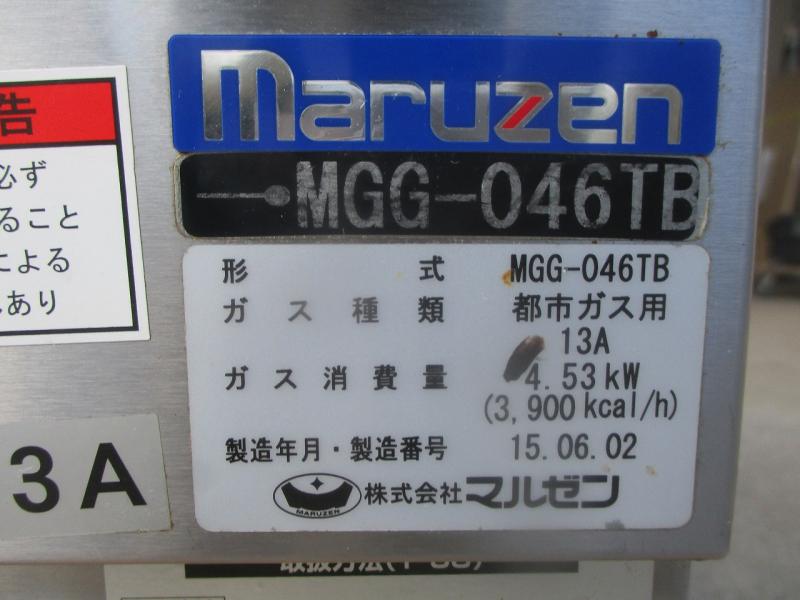 maruzen
MGG-046TB
告
必ず
ること
による
あり
形 式 MGG-046TB
ガス種類 都市ガス用
13A
ガス消費量 4.53kW
(3,900kcal/h)
製造年月・製造番号 15.06.02
MARUZEN 株式会社 マルゼン
3A